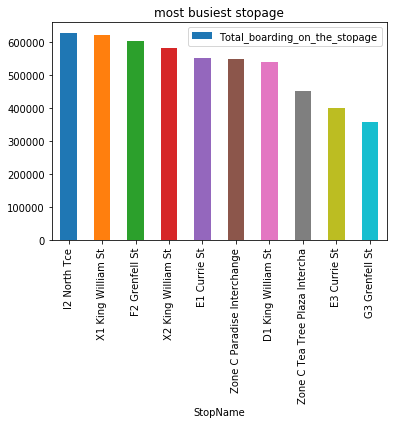 most busiest stopage
Total_boarding_on_the_stopage
600000
500000
400000
300000
200000
100000
0
I2 North Tce
X1 King William St
F2 Grenfell St
X2 King William St
E1 Currie St
Zone C Paradise Interchange
D1 King William St
Zone C Tea Tree Plaza Intercha
E3 Currie St
G3 Grenfell St
StopName